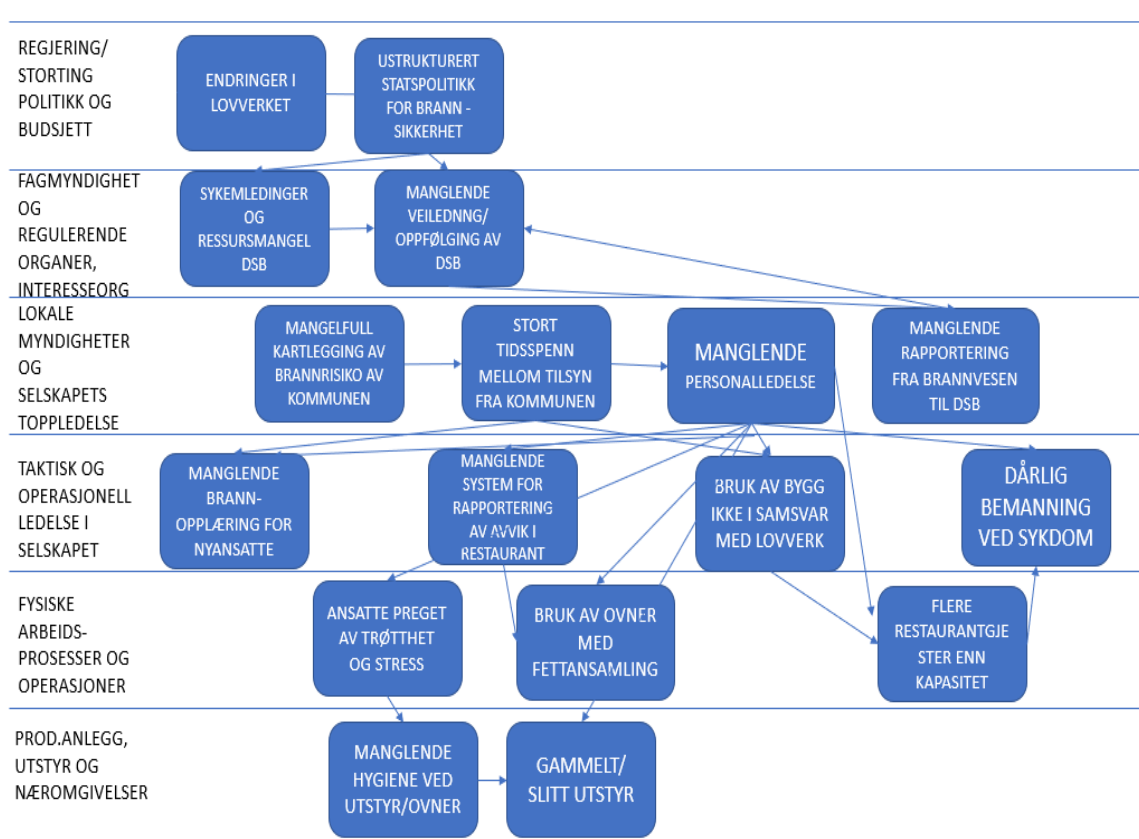 REGJERING/
STORTING
POLITIKK OG
BUDSJETT
ENDRINGER I
LOVVERKET
USTRUKTURERT
STATSPOLITIKK
FOR BRANN -
SIKKERHET
FAGMYNDIGHET
OG
REGULERENDE
ORGANER,
INTERESSEORG
SYKEMLEDINGER
OG
RESSURSMANGEL
DSB
MANGLENDE
VEILEDNNG/
OPPFØLGING AV
DSB
LOKALE
MYNDIGHETER
OG
SELSKAPETS
TOPPLEDELSE
MANGELFULL
KARTLEGGING AV
BRANNRISIKO AV
KOMMUNEN
STORT
TIDSSPENN
MELLOM TILSYN
FRA KOMMUNEN
MANGLENDE
PERSONALLEDELSE
MANGLENDE
RAPPORTERING
FRA BRANNVESEN
TIL DSB
TAKTISK OG
OPERASJONELL
LEDELSE I
SELSKAPET
MANGLENDE
BRANN-
OPPLÆRING FOR
NYANSATTE
MANGLENDE
SYSTEM FOR
RAPPORTERING
AV AVVIK I
RESTAURANT
BRUK AV BYGG
IKKE I SAMSVAR
MED LOVVERK
DÅRLIG
BEMANNING
VED SYKDOM
FYSISKE
ARBEIDS-
PROSESSER OG
OPERASJONER
ANSATTE PREGET
AV TRØTTHET
OG STRESS
BRUK AV OVNER
MED
FETTANSAMLING
FLERE
RESTAURANTGJE
STER ENN
KAPASITET
PROD.ANLEGG,
UTSTYR OG
NÆROMGIVELSER
MANGLENDE
HYGIENE VED
UTSTYR/OVNER
GAMMELT/
SLITT UTSTYR